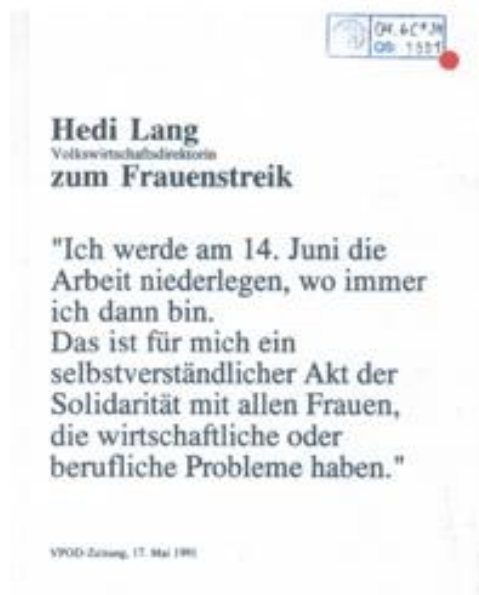 Hedi Lang
Volkswirtschaftsdirektorin
zum Frauenstreik
"Ich werde am 14. Juni die
Arbeit niederlegen, wo immer
ich dann bin.
Das ist für mich ein
selbstverständlicher Akt der
Solidarität mit allen Frauen,
die wirtschaftliche oder
berufliche Probleme haben."
VPOD-Zeitung, 17. Mai 1991